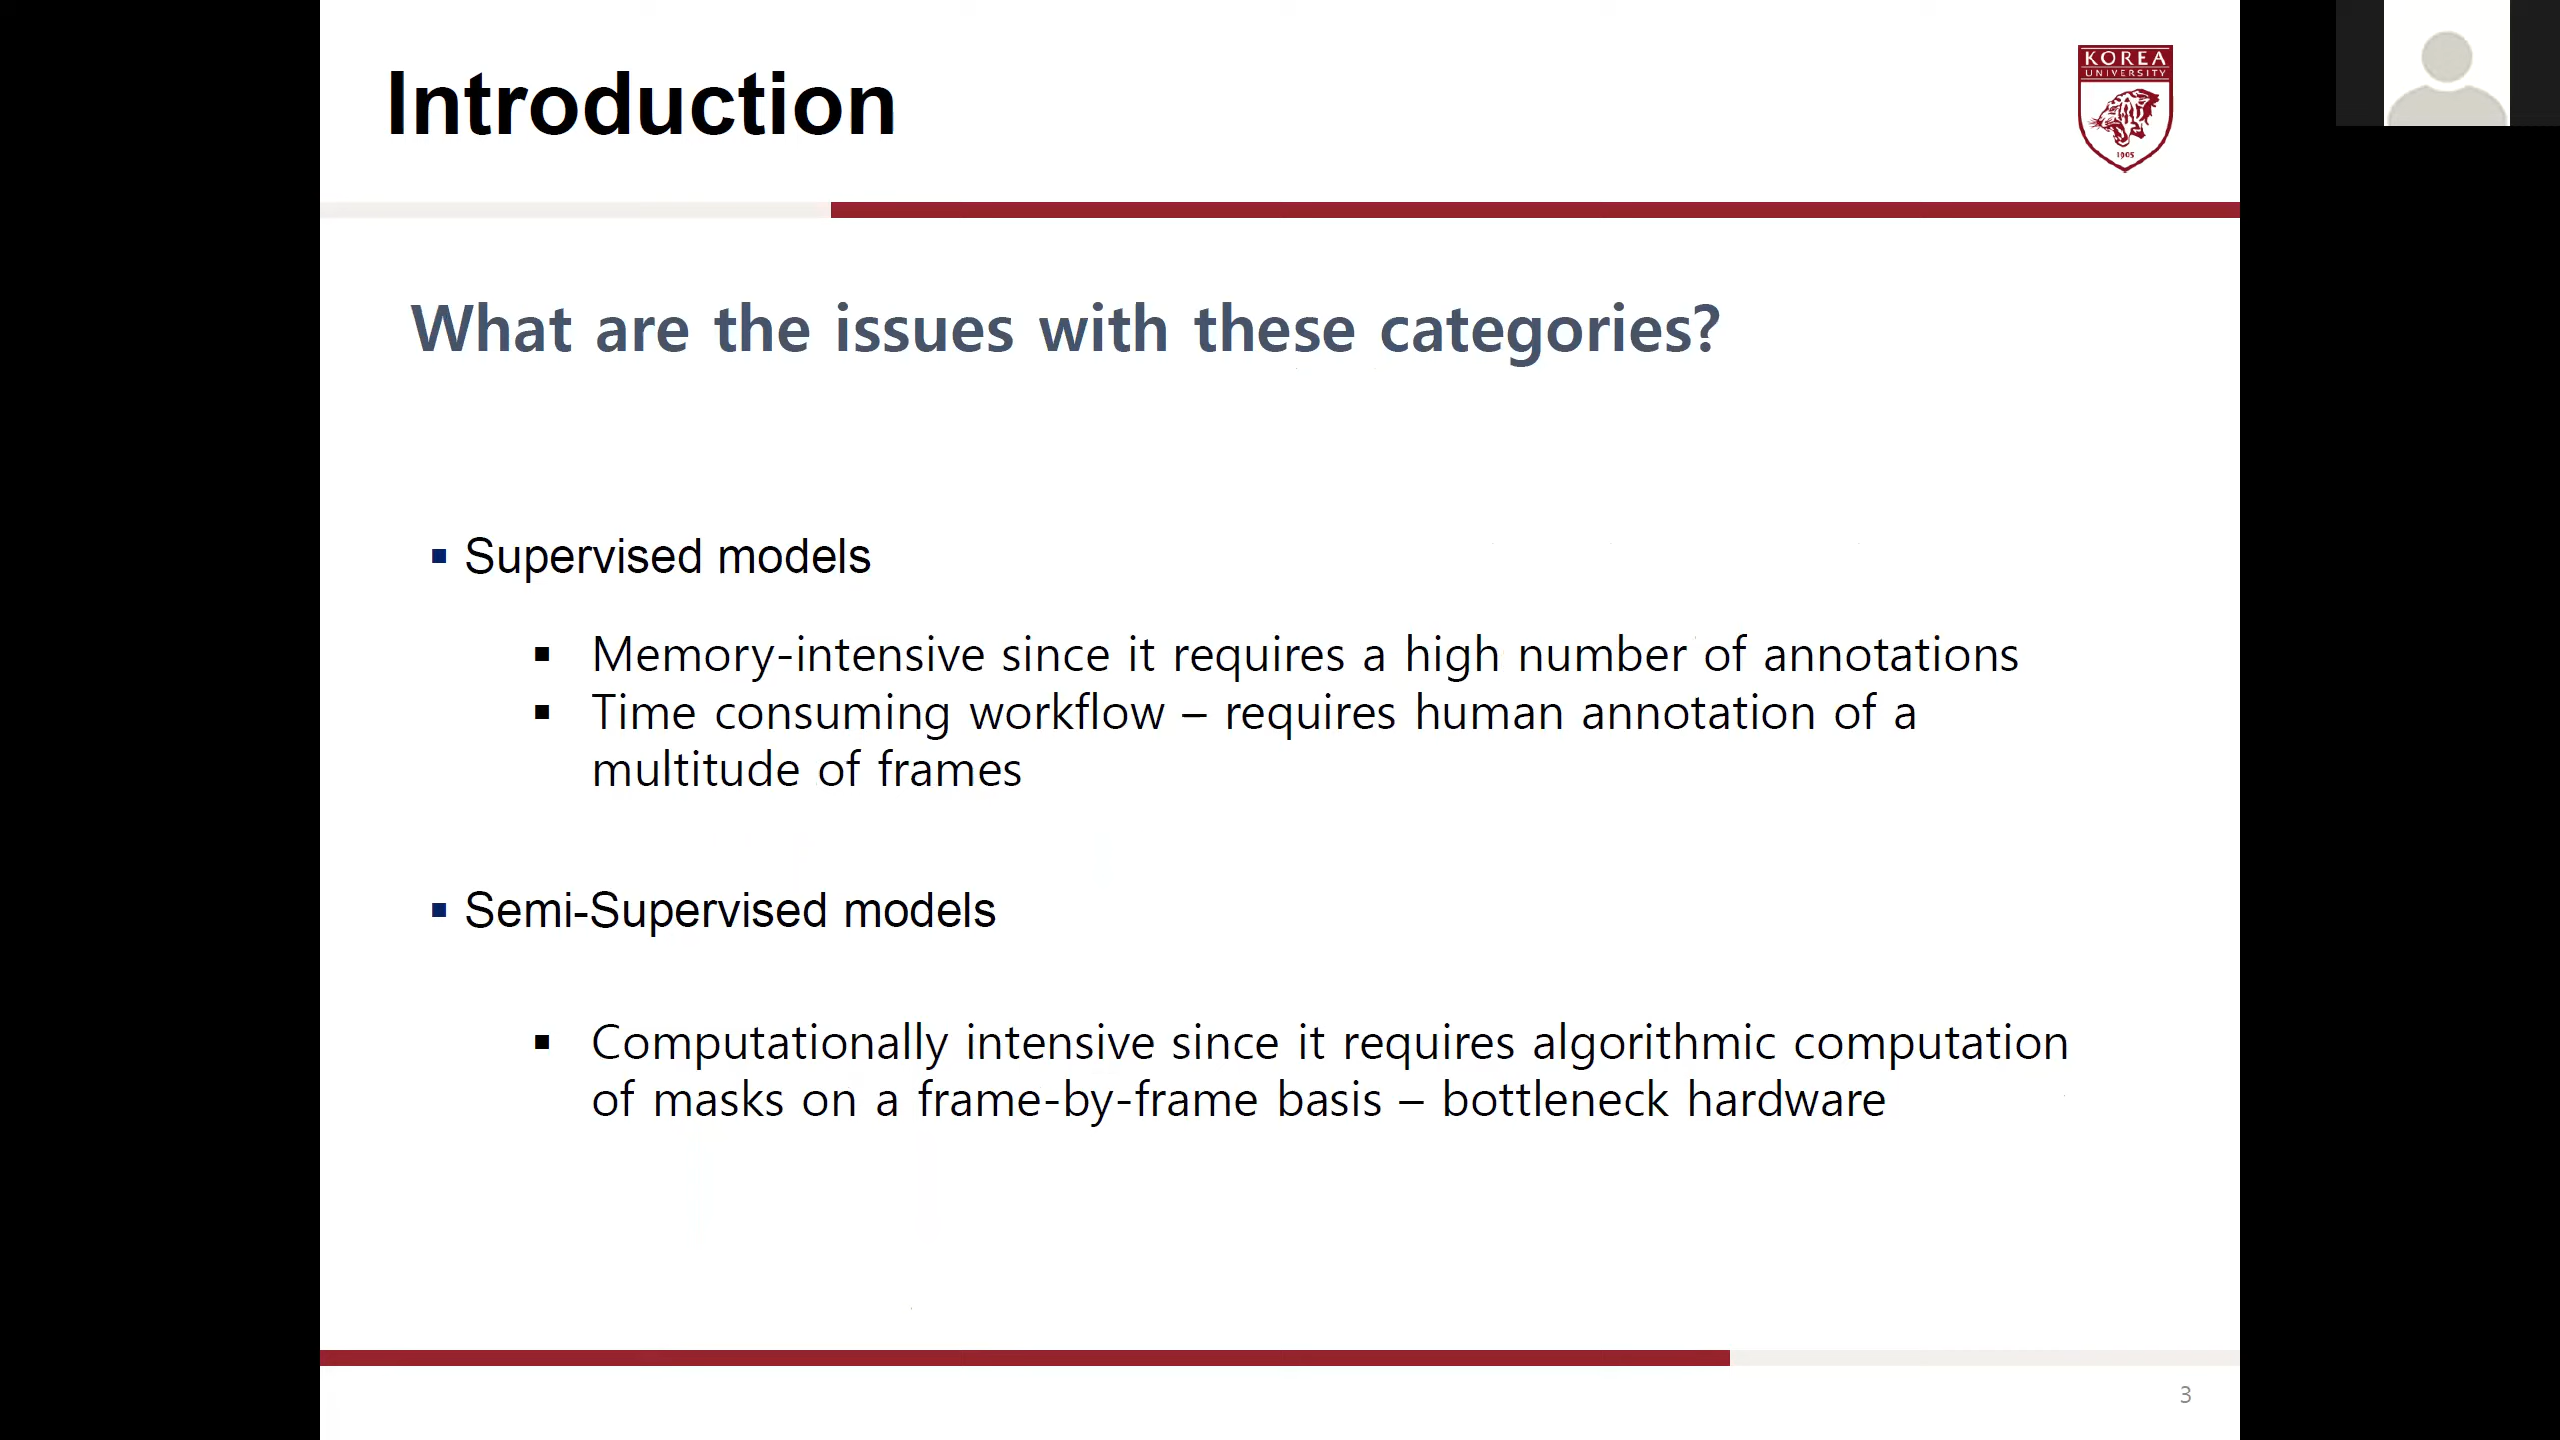 Introduction
KOREA
UNIVERSITY
1905
What are the issues with these categories?
▪ Supervised models
▪ Memory-intensive since it requires a high number of annotations
▪ Time consuming workflow – requires human annotation of a
multitude of frames
▪ Semi-Supervised models
▪ Computationally intensive since it requires algorithmic computation
of masks on a frame-by-frame basis – bottleneck hardware
3